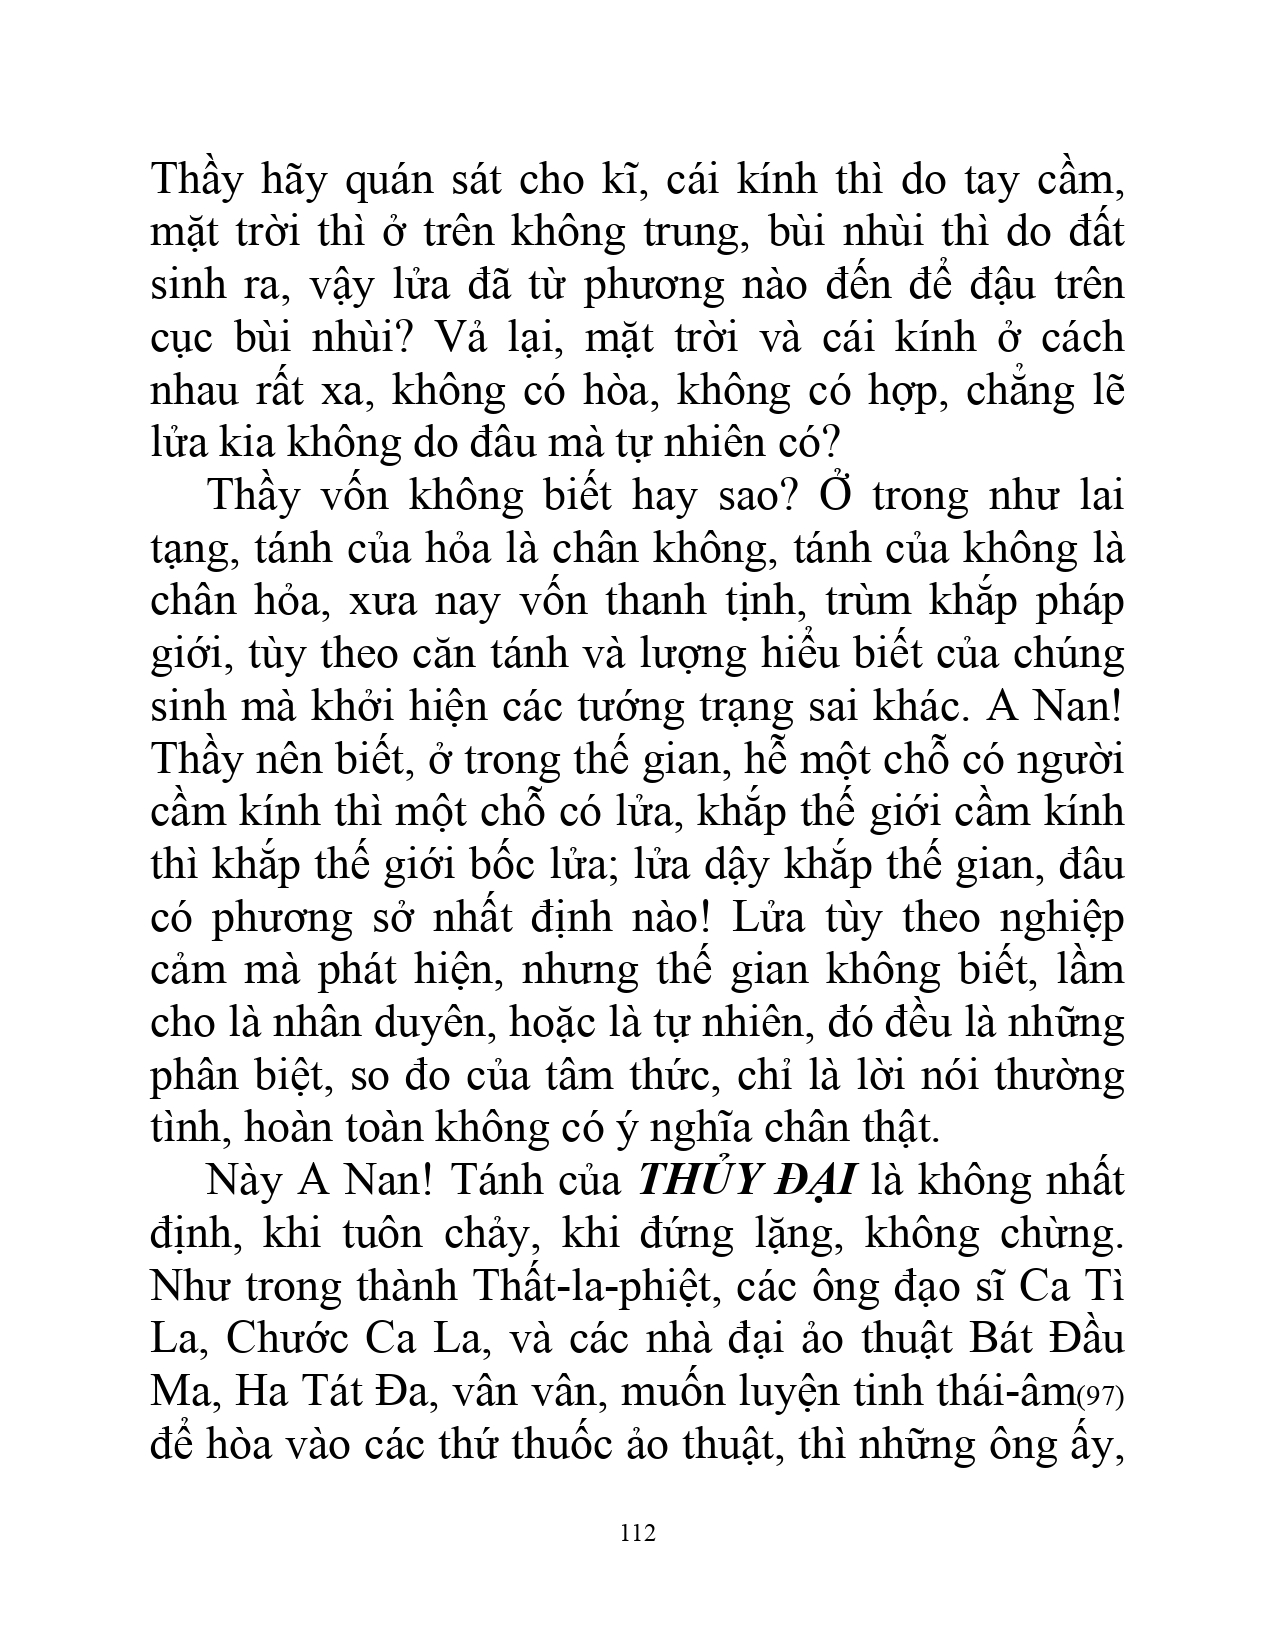 Thầy hãy quán sát cho kĩ, cái kính thì do tay cầm,
mặt trời thì ở trên không trung, bùi nhùi thì do đất
sinh ra, vậy lửa đã từ phương nào đến để đậu trên
cục bùi nhùi? Vả lại, mặt trời và cái kính ở cách
nhau rất xa, không có hòa, không có hợp, chẳng lẽ
lửa kia không do đâu mà tự nhiên có?
Thầy vốn không biết hay sao? Ở trong như lai
tạng, tánh của hỏa là chân không, tánh của không là
chân hỏa, xưa nay vốn thanh tịnh, trùm khắp pháp
giới, tùy theo căn tánh và lượng hiểu biết của chúng
sinh mà khởi hiện các tướng trạng sai khác. A Nan!
Thầy nên biết, ở trong thế gian, hễ một chỗ có người
cầm kính thì một chỗ có lửa, khắp thế giới cầm kính
thì khắp thế giới bốc lửa; lửa dậy khắp thế gian, đâu
có phương sở nhất định nào! Lửa tùy theo nghiệp
cảm mà phát hiện, nhưng thế gian không biết, lầm
cho là nhân duyên, hoặc là tự nhiên, đó đều là những
phân biệt, so đo của tâm thức, chỉ là lời nói thường
tình, hoàn toàn không có ý nghĩa chân thật.
Này A Nan! Tánh của THỦY ĐẠI là không nhất
định, khi tuôn chảy, khi đứng lặng, không chừng.
Như trong thành Thất-la-phiệt, các ông đạo sĩ Ca Tì
La, Chước Ca La, và các nhà đại ảo thuật Bát Đầu
Ma, Ha Tát Đa, vân vân, muốn luyện tinh thái-âm(97)
để hòa vào các thứ thuốc ảo thuật, thì những ông ấy,
112